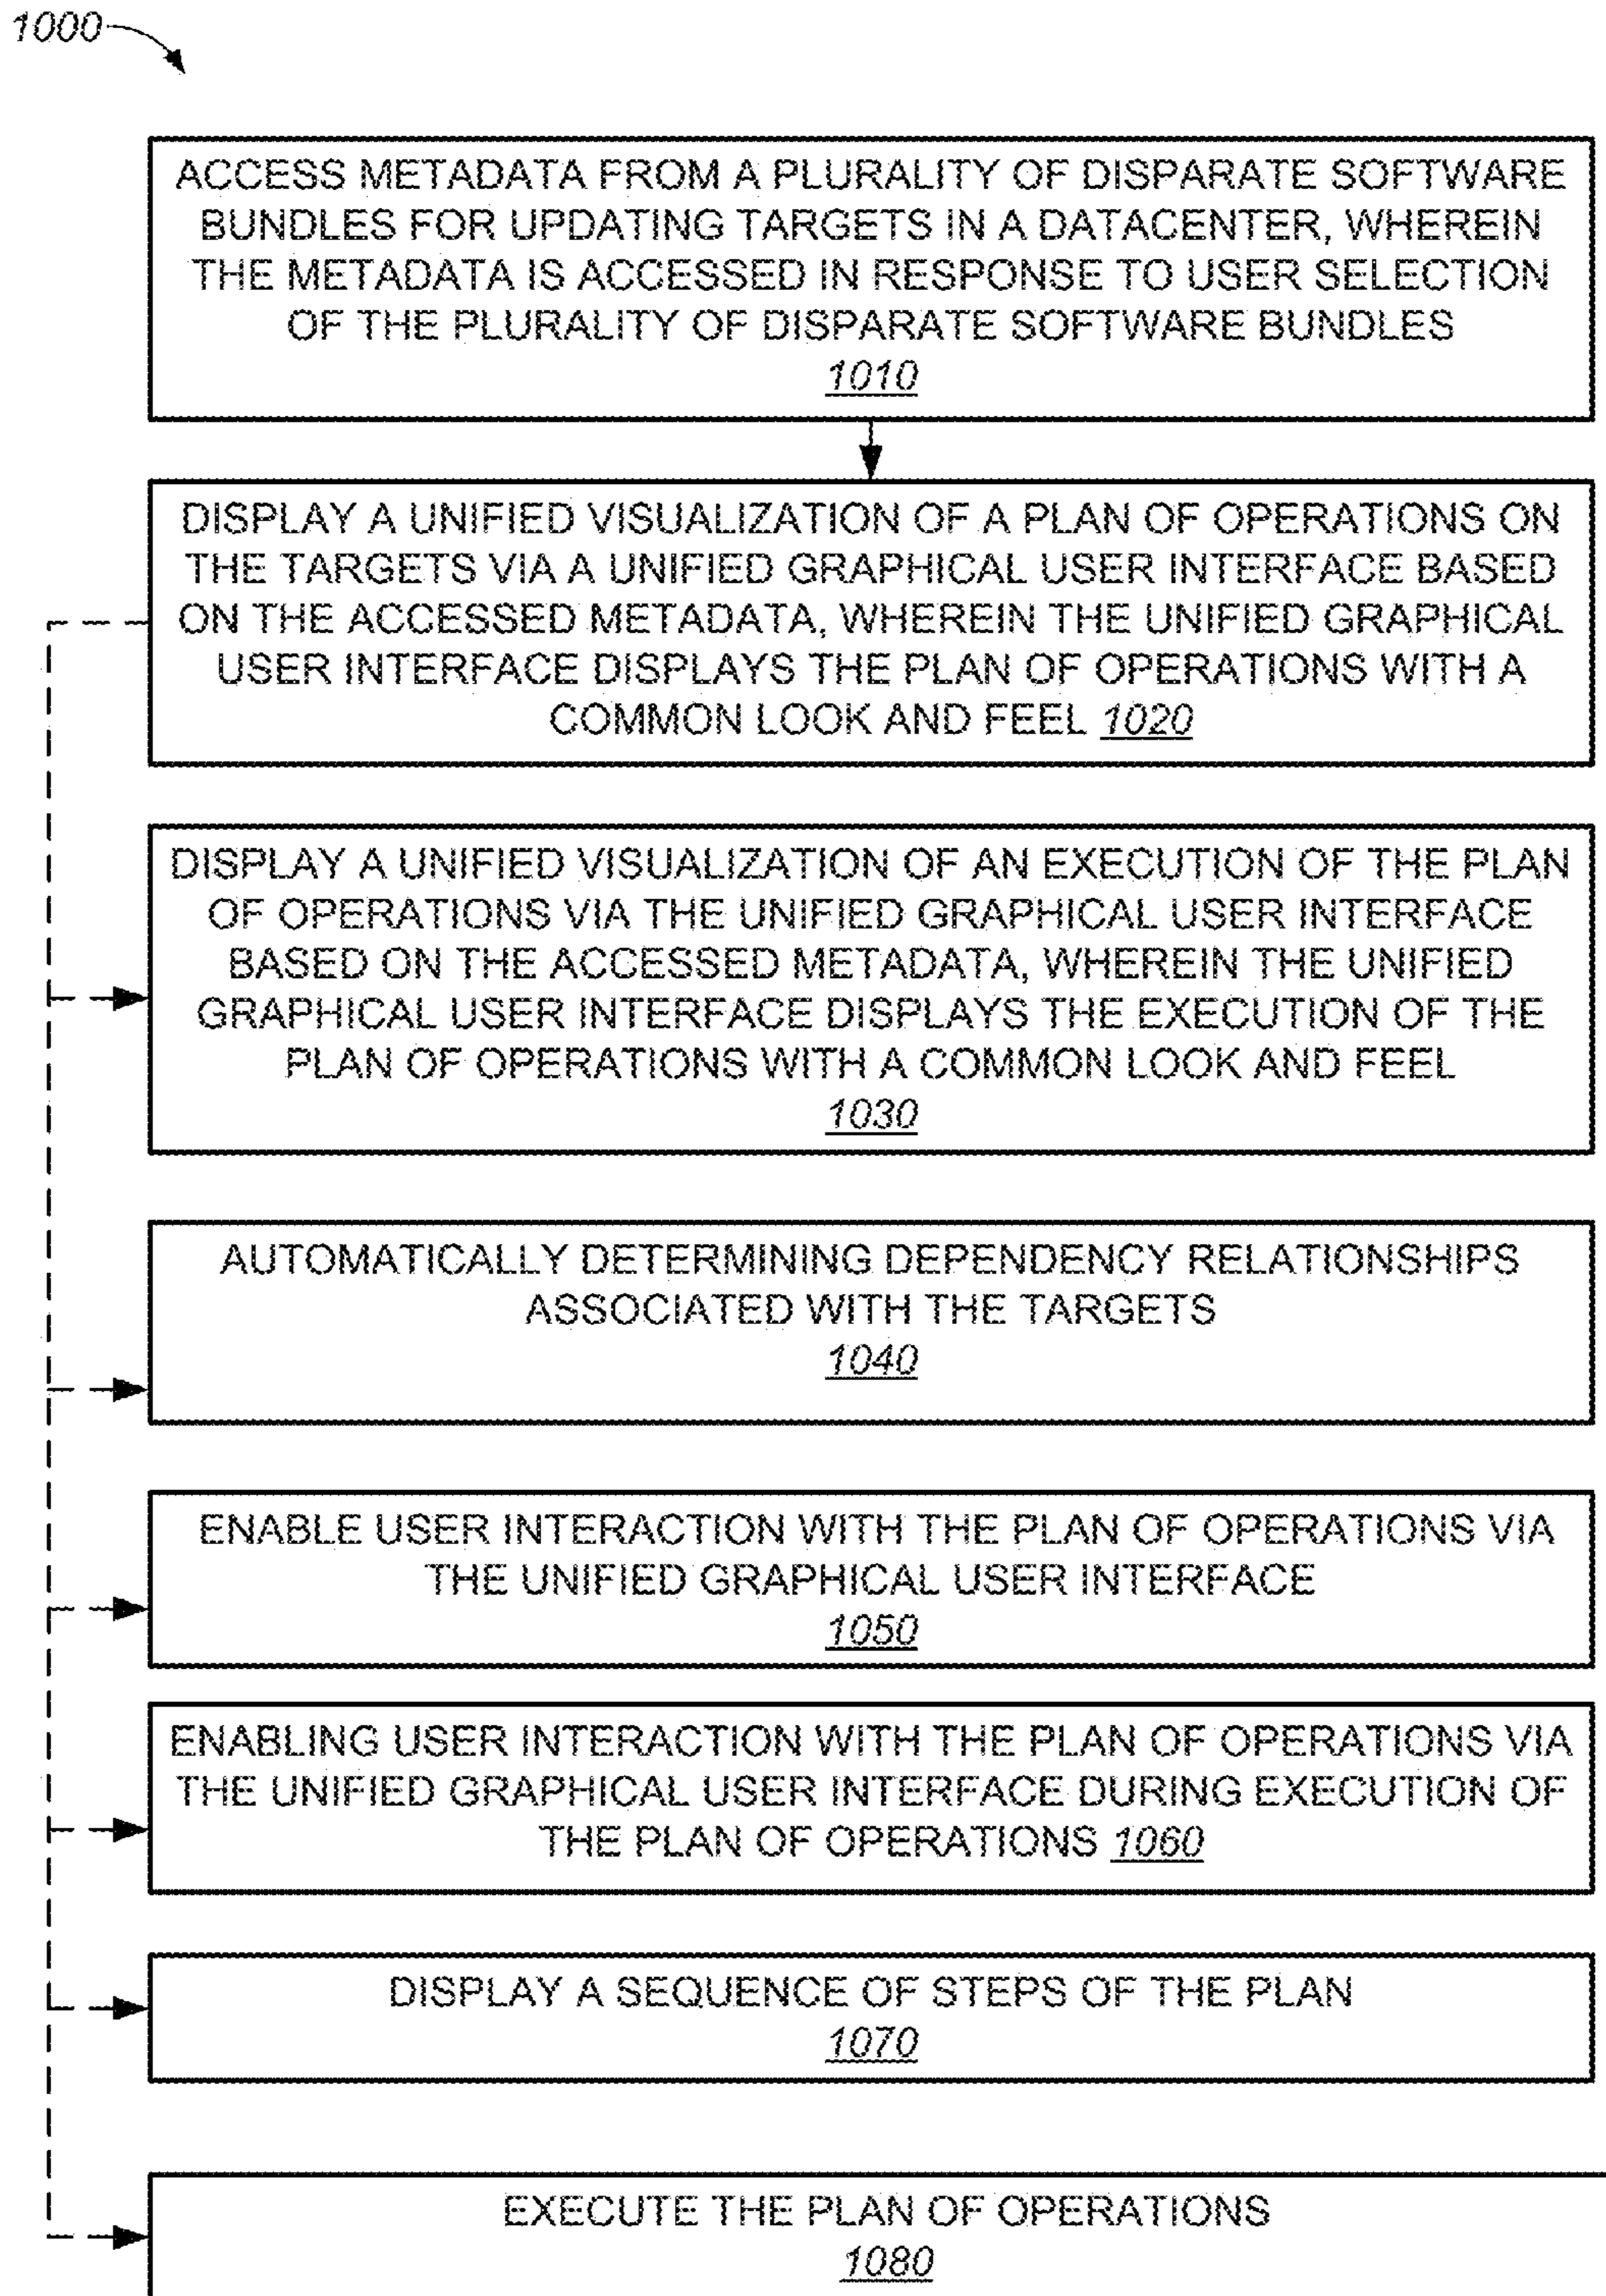 1000
ACCESS METADATA FROM A PLURALITY OF DISPARATE SOFTWARE
BUNDLES FOR UPDATING TARGETS IN A DATACENTER, WHEREIN
THE METADATA IS ACCESSED IN RESPONSE TO USER SELECTION
OF THE PLURALITY OF DISPARATE SOFTWARE BUNDLES
1010
DISPLAY A UNIFIED VISUALIZATION OF A PLAN OF OPERATIONS ON
THE TARGETS VIA A UNIFIED GRAPHICAL USER INTERFACE BASED
ON THE ACCESSED METADATA, WHEREIN THE UNIFIED GRAPHICAL
USER INTERFACE DISPLAYS THE PLAN OF OPERATIONS WITH A
COMMON LOOK AND FEEL 1020
DISPLAY A UNIFIED VISUALIZATION OF AN EXECUTION OF THE PLAN
OF OPERATIONS VIA THE UNIFIED GRAPHICAL USER INTERFACE
BASED ON THE ACCESSED METADATA, WHEREIN THE UNIFIED
GRAPHICAL USER INTERFACE DISPLAYS THE EXECUTION OF THE
PLAN OF OPERATIONS WITH A COMMON LOOK AND FEEL
1030
AUTOMATICALLY DETERMINING DEPENDENCY RELATIONSHIPS
ASSOCIATED WITH THE TARGETS
1040
ENABLE USER INTERACTION WITH THE PLAN OF OPERATIONS VIA
THE UNIFIED GRAPHICAL USER INTERFACE
1050
ENABLING USER INTERACTION WITH THE PLAN OF OPERATIONS VIA
THE UNIFIED GRAPHICAL USER INTERFACE DURING EXECUTION OF
THE PLAN OF OPERATIONS 1060
DISPLAY A SEQUENCE OF STEPS OF THE PLAN
1070
EXECUTE THE PLAN OF OPERATIONS
1080